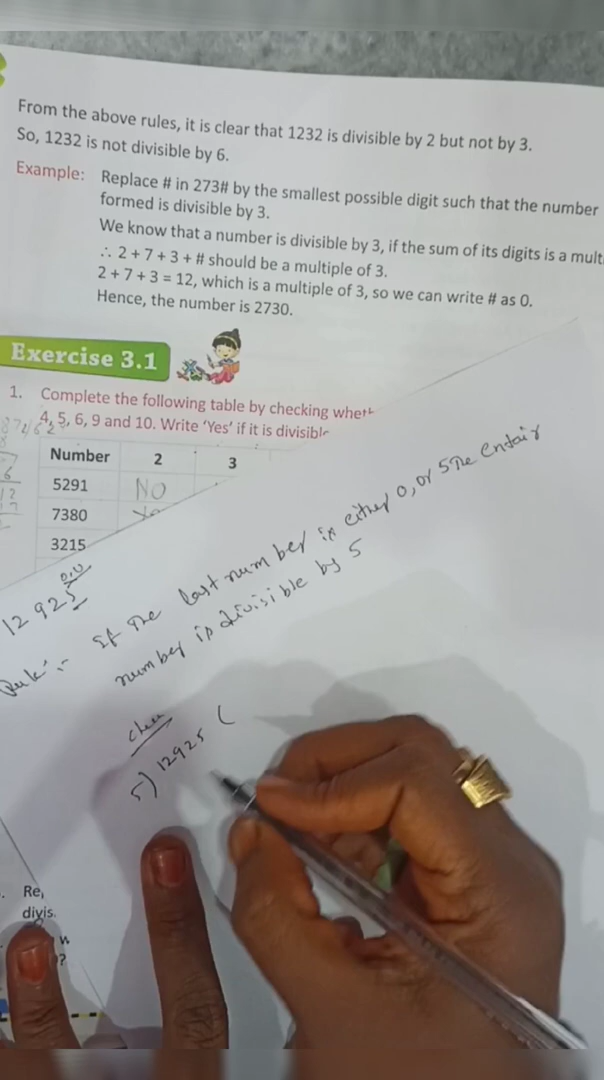 From the above rules, it is clear that 1232 is divisible by 2 but not by 3.
So, 1232 is not divisible by 6.
Example: Replace # in 273# by the smallest possible digit such that the number
formed is divisible by 3.
We know that a number is divisible by 3, if the sum of its digits is a mult
∴ 2 + 7 + 3 + # should be a multiple of 3.
2 + 7 + 3 = 12, which is a multiple of 3, so we can write # as 0.
Hence, the number is 2730.
Exercise 3.1
1. Complete the following table by checking whet
4, 5, 6, 9 and 10. Write 'Yes' if it is divisibl
Number 2 3
5291 NO
7380
3215
12925
Rule:- If the last number is either 0, or 5 The entair
number is divisible by 5
5) 12925 (
Re,
divis.